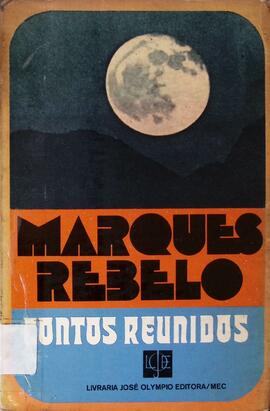 MARQUES
REBELO
CONTOS REUNIDOS
LIVRARIA JOSÉ OLYMPIO EDITORA/MEC